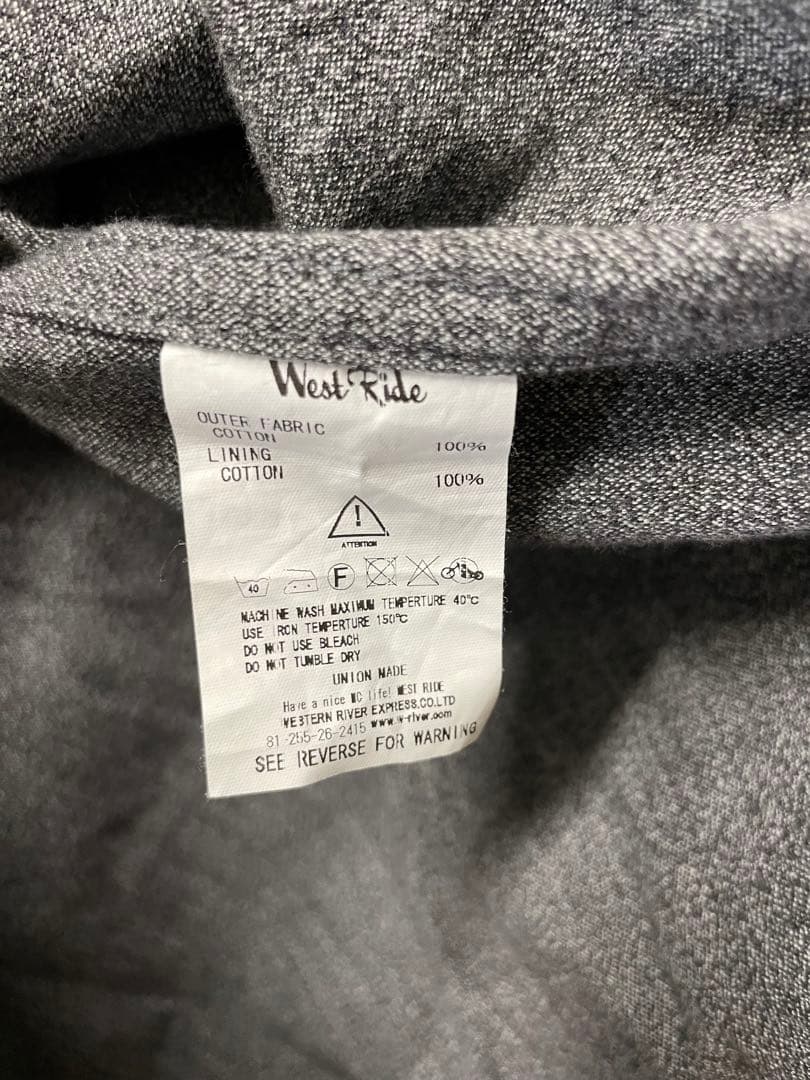 West Ride
OUTER FABRIC
COTTON 100%
LINING
COTTON 100%
!
ATTENTION
40 F
MACHINE WASH MAXIMUM TEMPERTURE 40℃
USE IRON TEMPERTURE 150℃
DO NOT USE BLEACH
DO NOT TUMBLE DRY
UNION MADE
Have a nice MC life! WEST RIDE
WESTERN RIVER EXPRESS.CO.LTD
81-255-26-2415 www.w-river.com
SEE REVERSE FOR WARNING